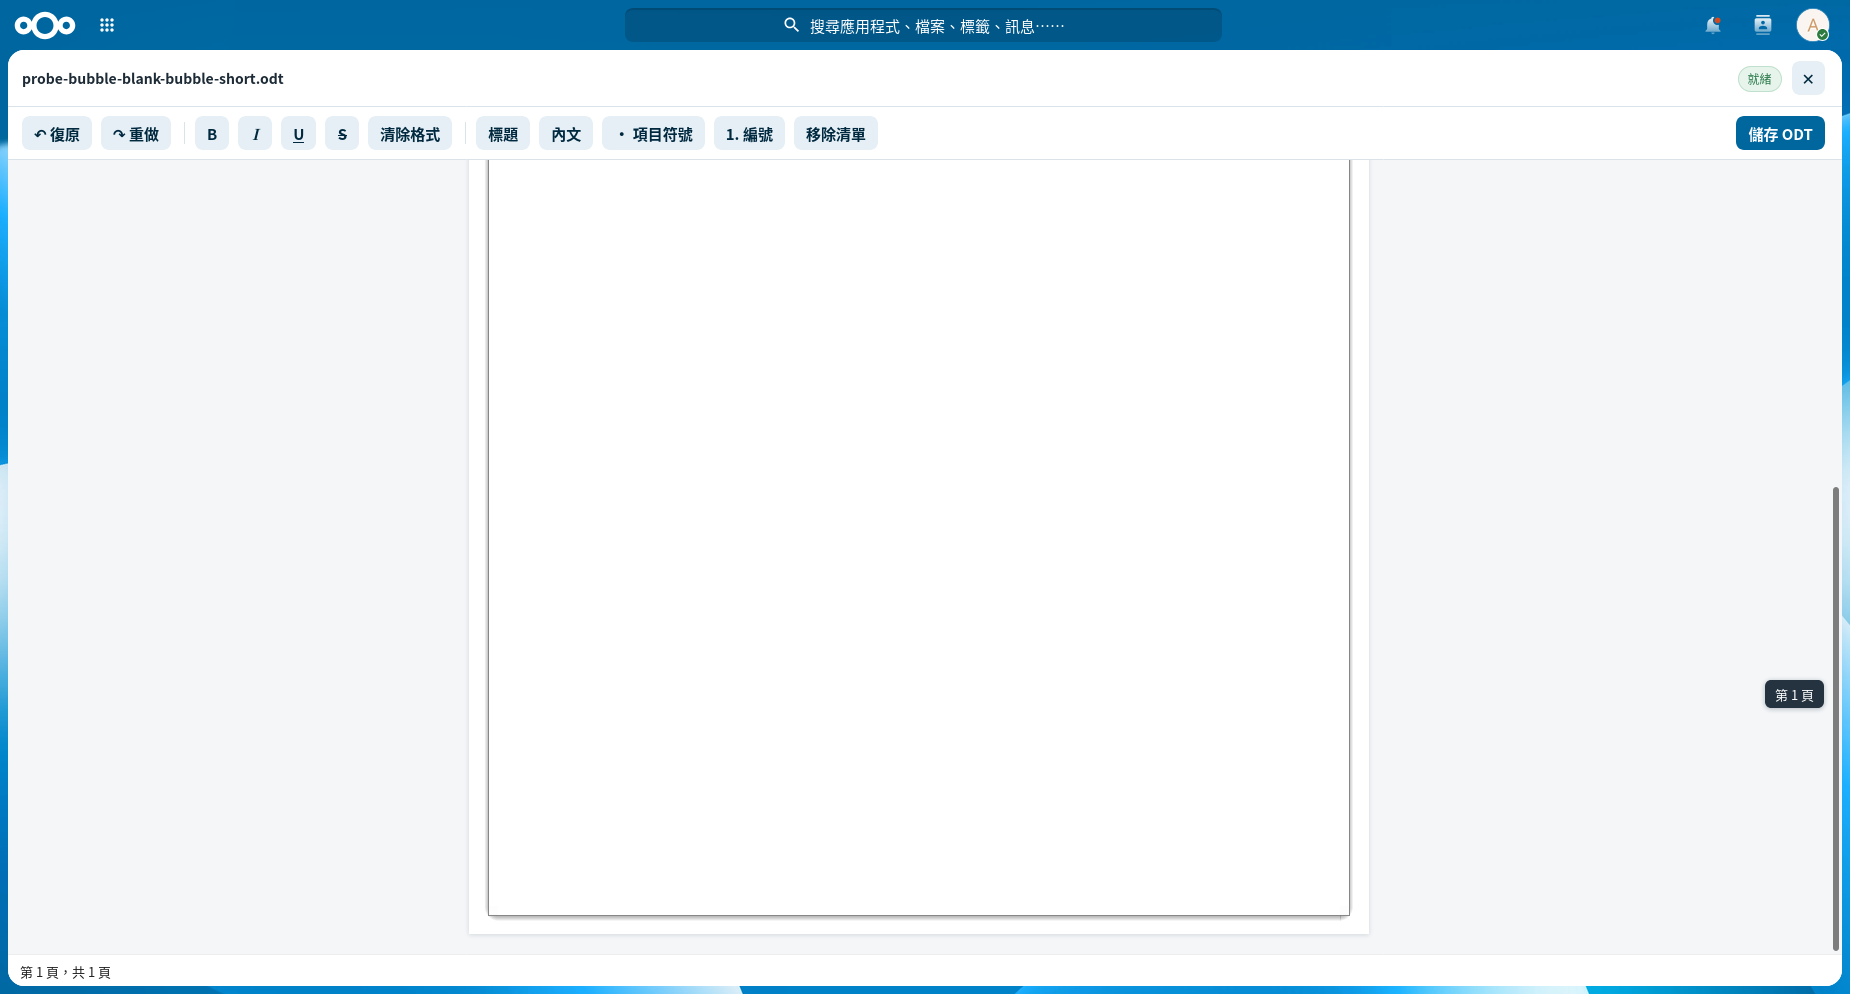 搜尋應用程式、檔案、標籤、訊息……
A
probe-bubble-blank-bubble-short.odt
就緒
×
↶ 復原
↷ 重做
B
I
U
S
清除格式
標題
內文
• 項目符號
1. 編號
移除清單
儲存 ODT
第 1 頁
第 1 頁，共 1 頁